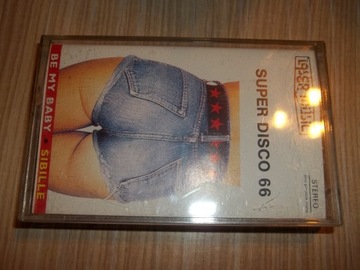 SUPER DISCO 66
BE MY BABY • SIBILLE
STEREO